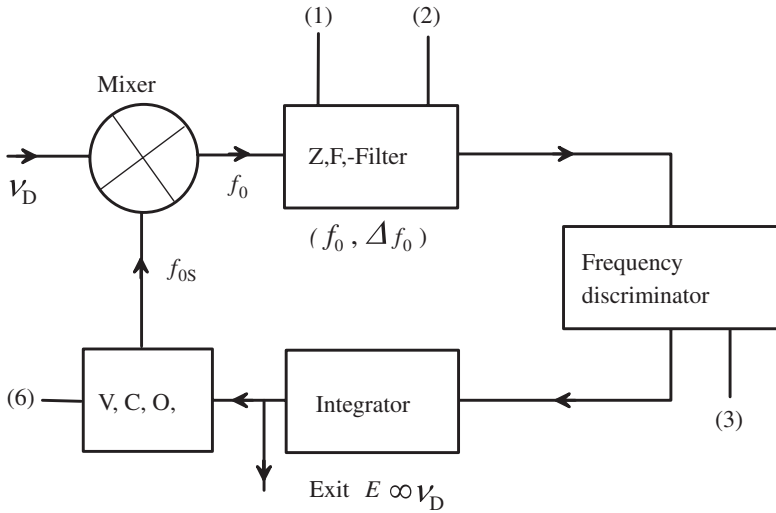 (1)
(2)
Mixer
Z,F,-Filter
ν_D
f_0
(f_0, Δf_0)
Frequency
discriminator
f_0S
(6)
V, C, O,
Integrator
(3)
Exit E ∞ ν_D